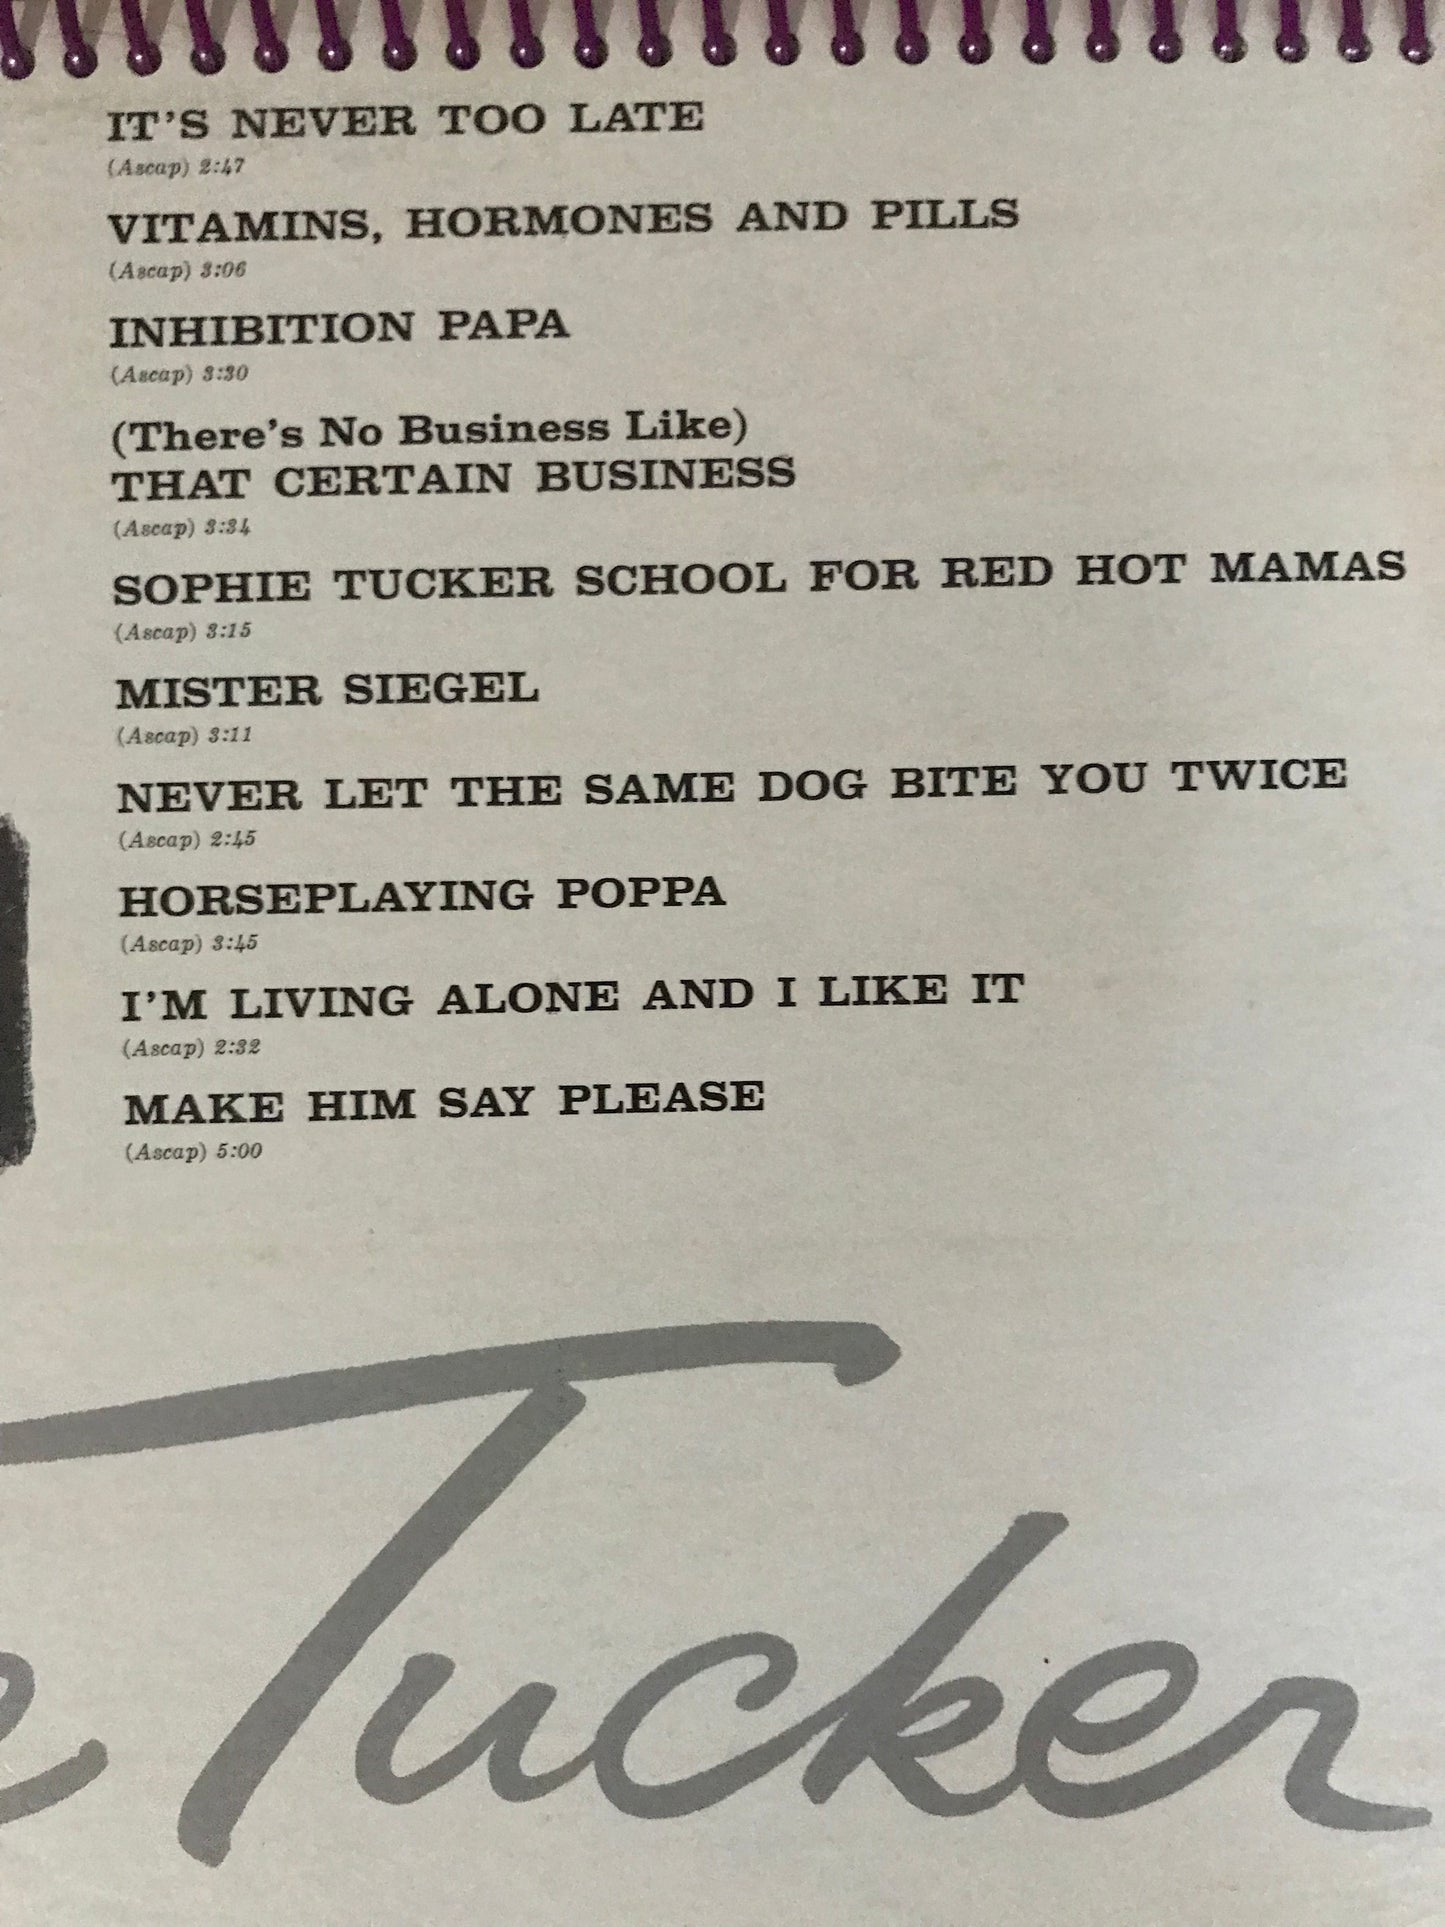 IT'S NEVER TOO LATE
(Ascap) 2:47
VITAMINS, HORMONES AND PILLS
(Ascap) 3:06
INHIBITION PAPA
(Ascap) 3:30
(There's No Business Like)
THAT CERTAIN BUSINESS
(Ascap) 3:34
SOPHIE TUCKER SCHOOL FOR RED HOT MAMAS
(Ascap) 3:15
MISTER SIEGEL
(Ascap) 3:11
NEVER LET THE SAME DOG BITE YOU TWICE
(Ascap) 2:45
HORSEPLAYING POPPA
(Ascap) 3:45
I'M LIVING ALONE AND I LIKE IT
(Ascap) 2:32
MAKE HIM SAY PLEASE
(Ascap) 5:00
e Tucker